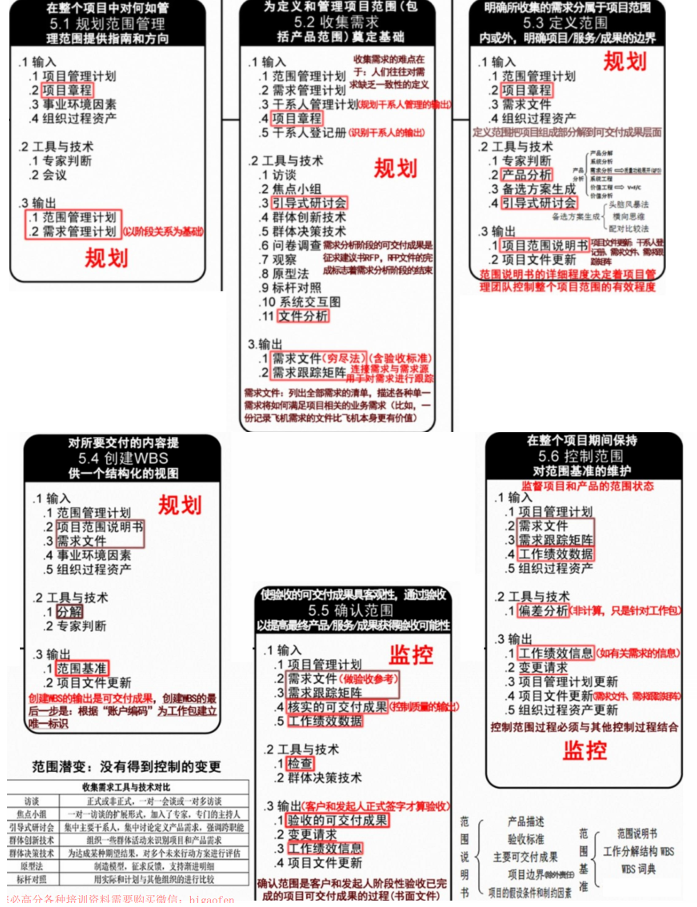 在整个项目中对何如管
5.1 规划范围管理
理范围提供指南和方向
.1 输入
.1 项目管理计划
.2 项目章程
.3 事业环境因素
.4 组织过程资产
.2 工具与技术
.1 专家判断
.2 会议
.3 输出
.1 范围管理计划
.2 需求管理计划(以阶段关系为基础)
规划
为定义和管理项目范围(包
5.2 收集需求
括产品范围)奠定基础
收集需求的难点在
于：人们往往对需
求缺乏一致性的定义
.1 输入
.1 范围管理计划
.2 需求管理计划
.3 干系人管理计划(规划干系人管理的输出)
.4 项目章程
.5 干系人登记册(识别干系人的输出)
规划
.2 工具与技术
.1 访谈
.2 焦点小组
.3 引导式研讨会
.4 群体创新技术
.5 群体决策技术
.6 问卷调查
.7 观察
.8 原型法
.9 标杆对照
.10 系统交互图
.11 文件分析
需求分析阶段的可交付成果是
征求建议书RFP，RFP文件的完
成标志着需求分析阶段的结束
3.输出
.1 需求文件(穷尽法)(含验收标准)
.2 需求跟踪矩阵
连接需求与需求源
用于对需求进行跟踪
需求文件：列出全部需求的清单，描述各种单一
需求将如何满足项目相关的业务需求（比如，一
份记录飞机需求的文件比飞机本身更有价值）
明确所收集的需求分属于项目范围
5.3 定义范围
内或外，明确项目/服务/成果的边界
规划
.1 输入
.1 范围管理计划
.2 项目章程
.3 需求文件
.4 组织过程资产
定义范围把项目组成部分解到可交付成果层面
.2 工具与技术
.1 专家判断
.2 产品分析
.3 备选方案生成
.4 引导式研讨会
产品
分析
产品分解
系统分析
需求分析
系统工程
价值工程 V=F/C
价值分析
备选方案生成
头脑风暴法
横向思维
配对比较法
.3 输出
.1 项目范围说明书
.2 项目文件更新
项目文件更新：干系人登
记册、需求文件、需求跟
踪矩阵
范围说明书的详细程度决定着项目管
理团队控制整个项目范围的有效程度
对所要交付的内容提
5.4 创建WBS
供一个结构化的视图
规划
.1 输入
.1 范围管理计划
.2 项目范围说明书
.3 需求文件
.4 事业环境因素
.5 组织过程资产
.2 工具与技术
.1 分解
.2 专家判断
.3 输出
.1 范围基准
.2 项目文件更新
创建WBS的输出是可交付成果，创建WBS的最
后一步是：根据“账户编码”为工作包建立
唯一标识
使验收的可交付成果具客观性，通过验收
5.5 确认范围
以提高最终产品/服务/成果获得验收可能性
监控
.1 输入
.1 项目管理计划
.2 需求文件(做验收参考)
.3 需求跟踪矩阵
.4 核实的可交付成果(控制质量的输出)
.5 工作绩效数据
.2 工具与技术
.1 检查
.2 群体决策技术
.3 输出(客户和发起人正式签字才算验收)
.1 验收的可交付成果
.2 变更请求
.3 工作绩效信息
.4 项目文件更新
确认范围是客户和发起人阶段性验收已完
成的项目可交付成果的过程(书面文件)
在整个项目期间保持
5.6 控制范围
对范围基准的维护
监督项目和产品的范围状态
.1 输入
.1 项目管理计划
.2 需求文件
.3 需求跟踪矩阵
.4 工作绩效数据
.5 组织过程资产
.2 工具与技术
.1 偏差分析(非计算，只是针对工作包)
.3 输出
.1 工作绩效信息(如有关需求的信息)
.2 变更请求
.3 项目管理计划更新
.4 项目文件更新(需求文件、需求跟踪矩阵)
.5 组织过程资产更新
控制范围过程必须与其他控制过程结合
监控
范围潜变：没有得到控制的变更
收集需求工具与技术对比
访谈 正式或非正式，一对一会谈或一对多访谈
焦点小组 一对一访谈的扩展形式，加入了专家，专门的主持人
引导式研讨会 集中主要干系人，集中讨论定义产品需求，强调跨职能
群体创新技术 组织一些群体活动来识别项目和产品需求
群体决策技术 为达成某种期望结果，对多个未来行动方案进行评估
原型法 制造模型，征求反馈，支持渐进明细
标杆对照 用实际和计划与其他组织的进行比较
范围说明书
产品描述
验收标准
主要可交付成果
项目边界
项目的假设条件和制约因素
范围基准
范围说明书
工作分解结构 WBS
WBS 词典
必高分各种培训资料需要购买微信：bigaofen